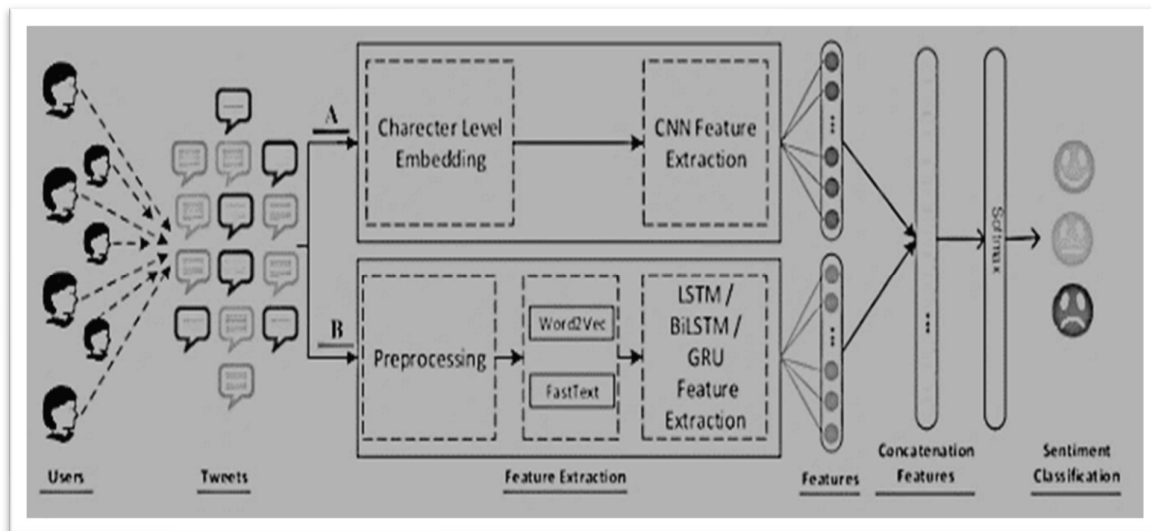 A
Charecter Level
Embedding
CNN Feature
Extraction
B
Preprocessing
Word2Vec
FastText
LSTM /
BiLSTM /
GRU
Feature
Extraction
...
...
...
Softmax
Users
Tweets
Feature Extraction
Features
Concatenation
Features
Sentiment
Classification